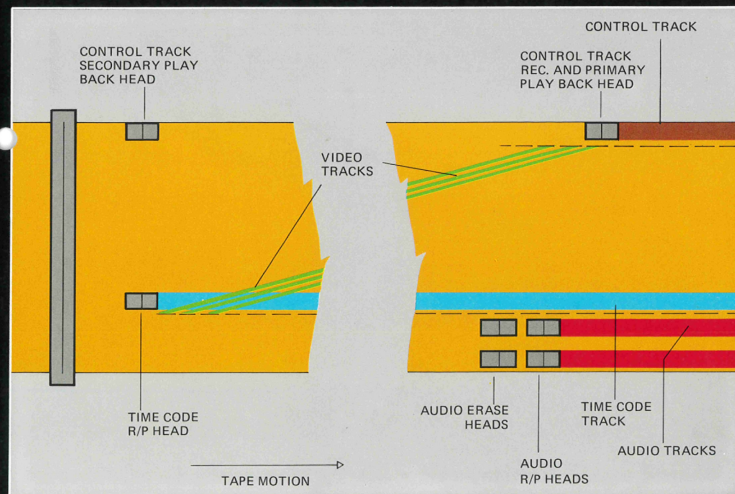 CONTROL TRACK
CONTROL TRACK
SECONDARY PLAY
BACK HEAD
CONTROL TRACK
REC. AND PRIMARY
PLAY BACK HEAD
VIDEO
TRACKS
TIME CODE
R/P HEAD
AUDIO ERASE
HEADS
TIME CODE
TRACK
AUDIO TRACKS
AUDIO
R/P HEADS
TAPE MOTION